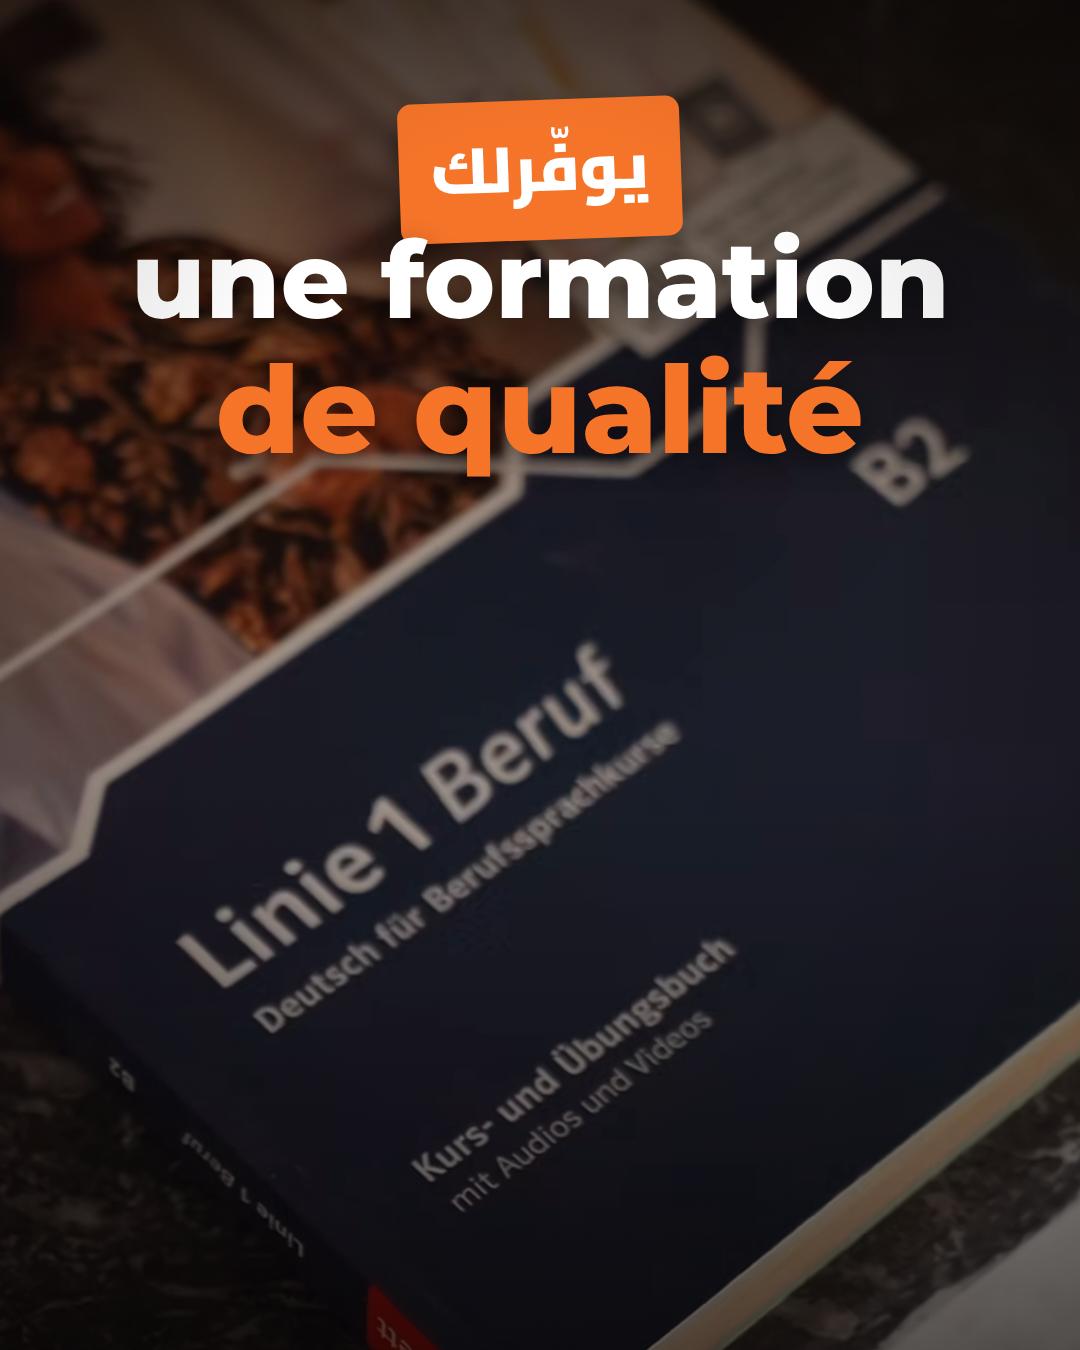 يوفّرلك
une formation
de qualité
B2
Linie 1 Beruf
Deutsch für Berufssprachkurse
Kurs- und Übungsbuch
mit Audios und Videos
B2
Linie 1 Beruf